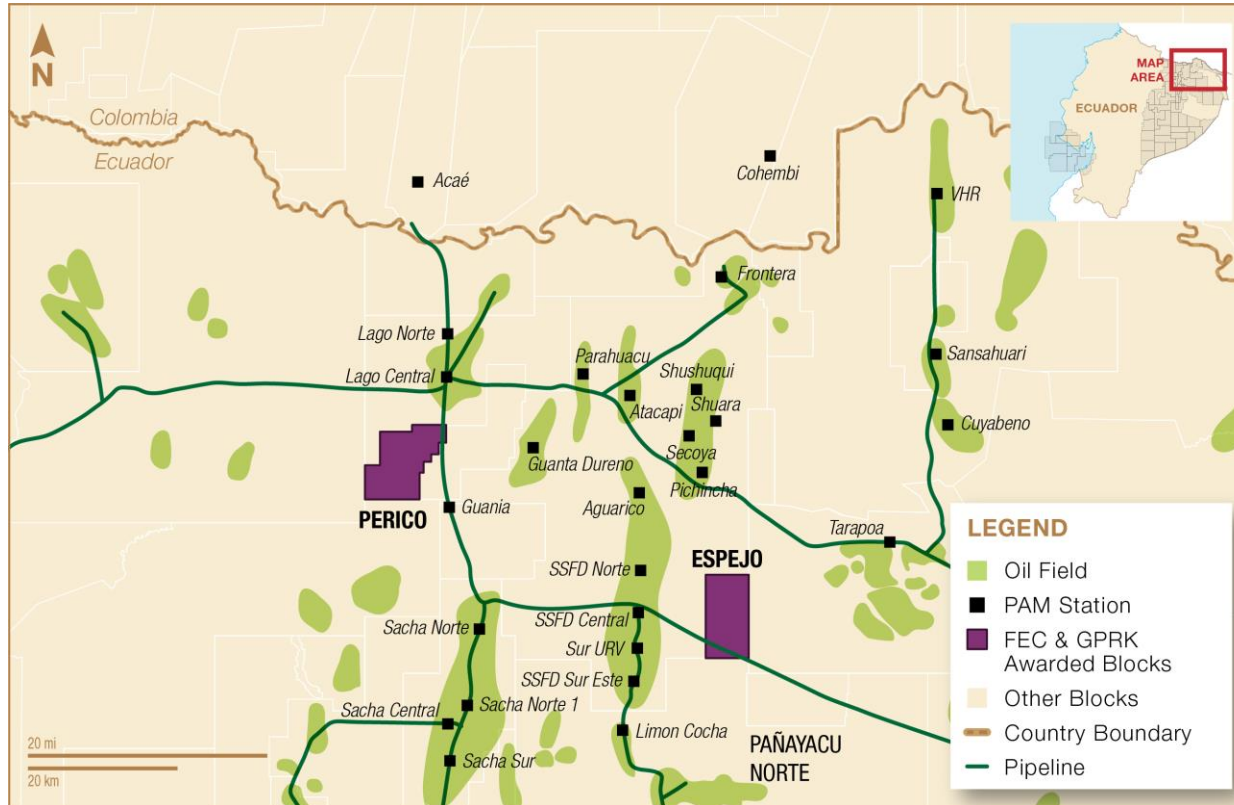 N
Colombia
Ecuador
MAP
AREA
ECUADOR
Acaé
Cohembi
VHR
Frontera
Lago Norte
Lago Central
Parahuacu
Shushuqui
Shuara
Atacapi
Secoya
Pichincha
Sansahuari
Cuyabeno
Guanta Dureno
PERICO
Guania
Aguarico
Tarapoa
SSFD Norte
ESPEJO
SSFD Central
Sacha Norte
Sur URV
SSFD Sur Este
Sacha Norte 1
Sacha Central
Limon Cocha
Sacha Sur
PAÑAYACU
NORTE
20 mi
20 km
LEGEND
Oil Field
PAM Station
FEC & GPRK
Awarded Blocks
Other Blocks
Country Boundary
Pipeline